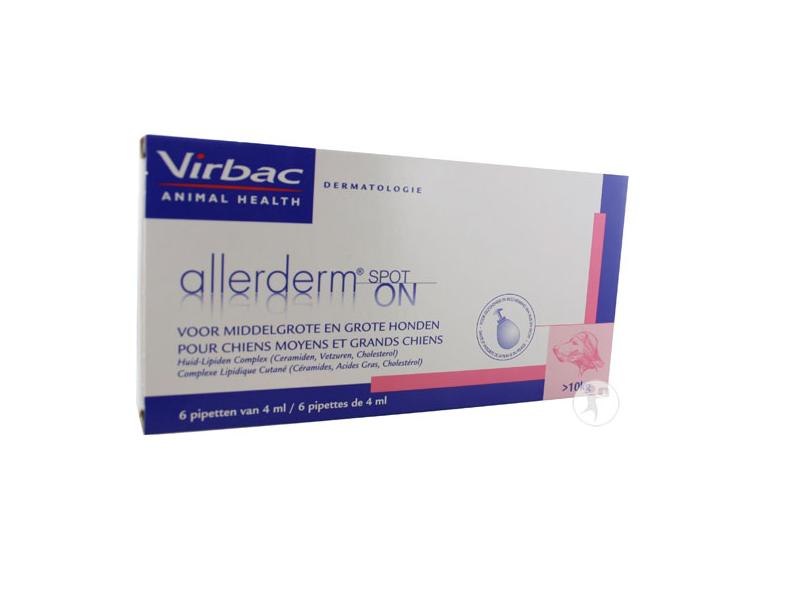 Virbac
ANIMAL HEALTH
DERMATOLOGIE
allerderm® SPOT
ON
VOOR MIDDELGROTE EN GROTE HONDEN
POUR CHIENS MOYENS ET GRANDS CHIENS
Huid-Lipiden Complex (Ceramiden, Vetzuren, Cholesterol)
Complexe Lipidique Cutané (Céramides, Acides Gras, Cholestérol)
>10kg
6 pipetten van 4 ml / 6 pipettes de 4 ml